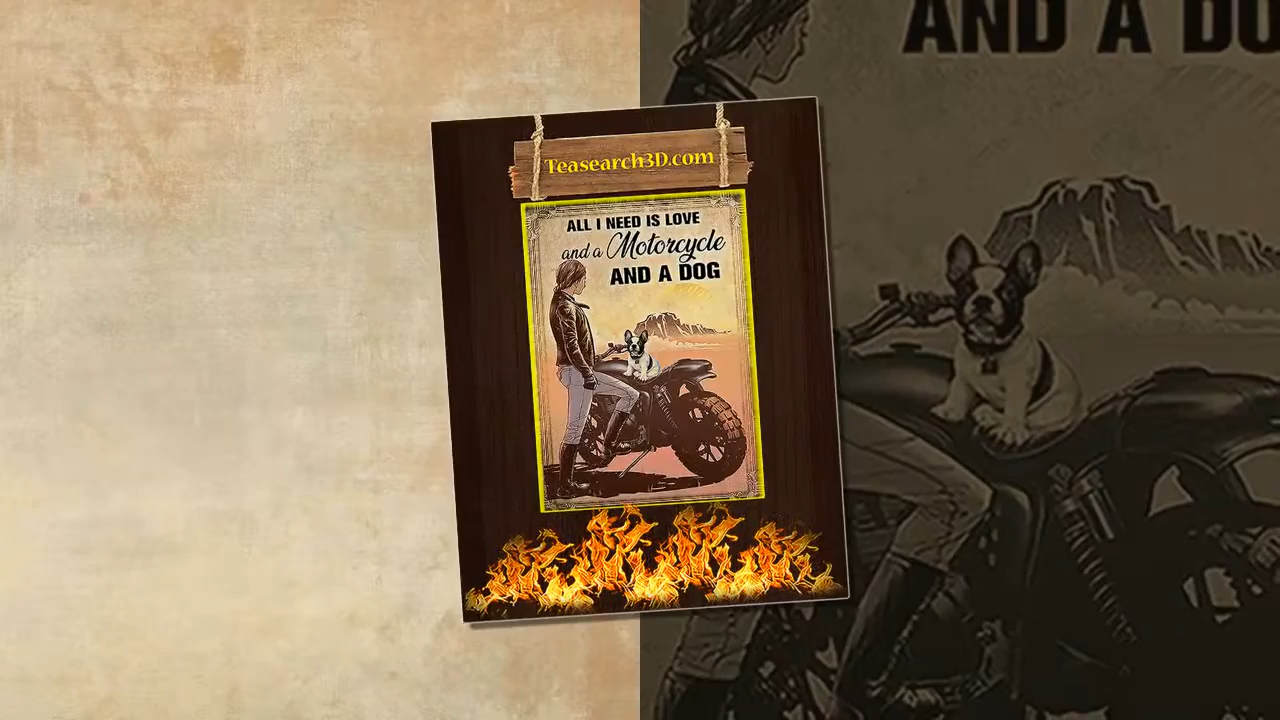 AND A DO
Teasearch3D.com
ALL I NEED IS LOVE
and a Motorcycle
AND A DOG